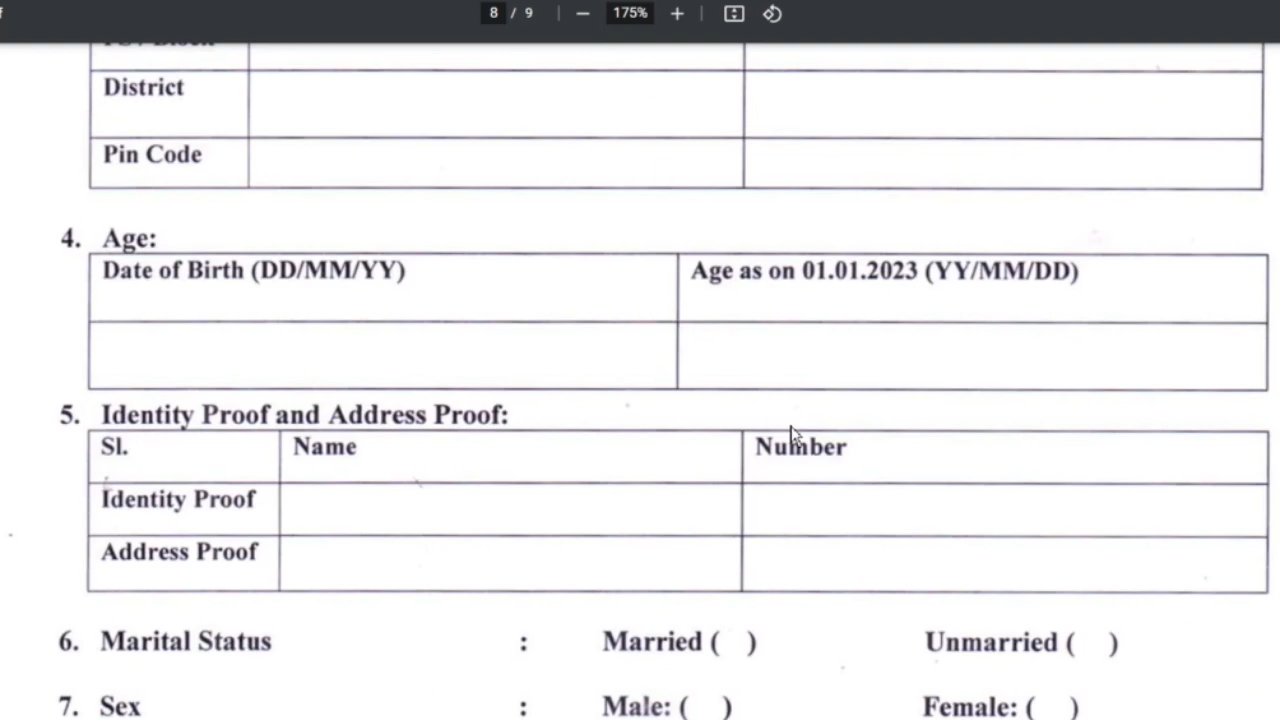 8 / 9 175%
District
Pin Code
4. Age:
Date of Birth (DD/MM/YY) Age as on 01.01.2023 (YY/MM/DD)
5. Identity Proof and Address Proof:
Sl. Name Number
Identity Proof
Address Proof
6. Marital Status : Married ( ) Unmarried ( )
7. Sex : Male: ( ) Female: ( )